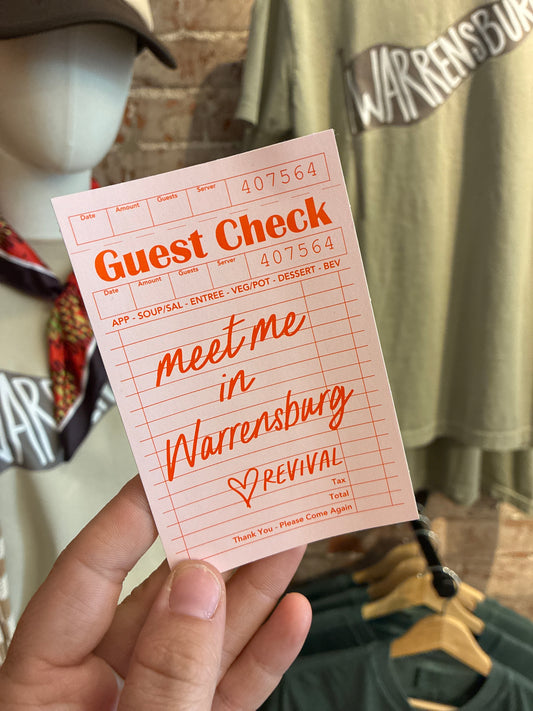 Date Amount Guests Server 407564
Guest Check
Date Amount Guests Server 407564
APP - SOUP/SAL - ENTREE - VEG/POT - DESSERT - BEV
meet me
in
Warrensburg
REVIVAL
Tax
Total
Thank You - Please Come Again
WARRENSBURG
WAR